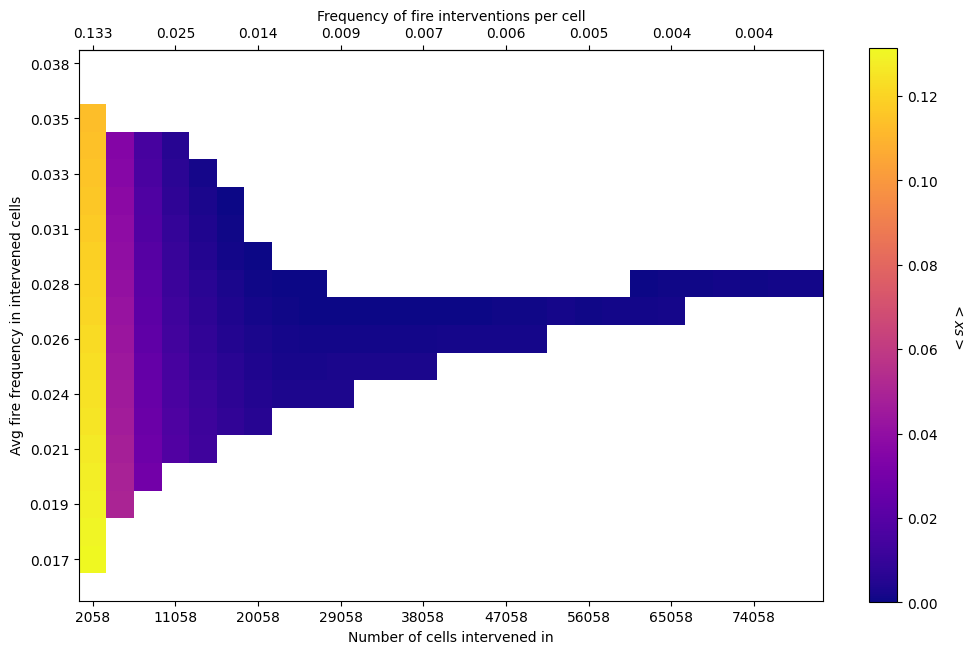 Frequency of fire interventions per cell
0.133 0.025 0.014 0.009 0.007 0.006 0.005 0.004 0.004
Avg fire frequency in intervened cells
0.038
0.035
0.033
0.031
0.028
0.026
0.024
0.021
0.019
0.017
2058 11058 20058 29058 38058 47058 56058 65058 74058
Number of cells intervened in
0.12
0.10
0.08
0.06
0.04
0.02
0.00
< sx >